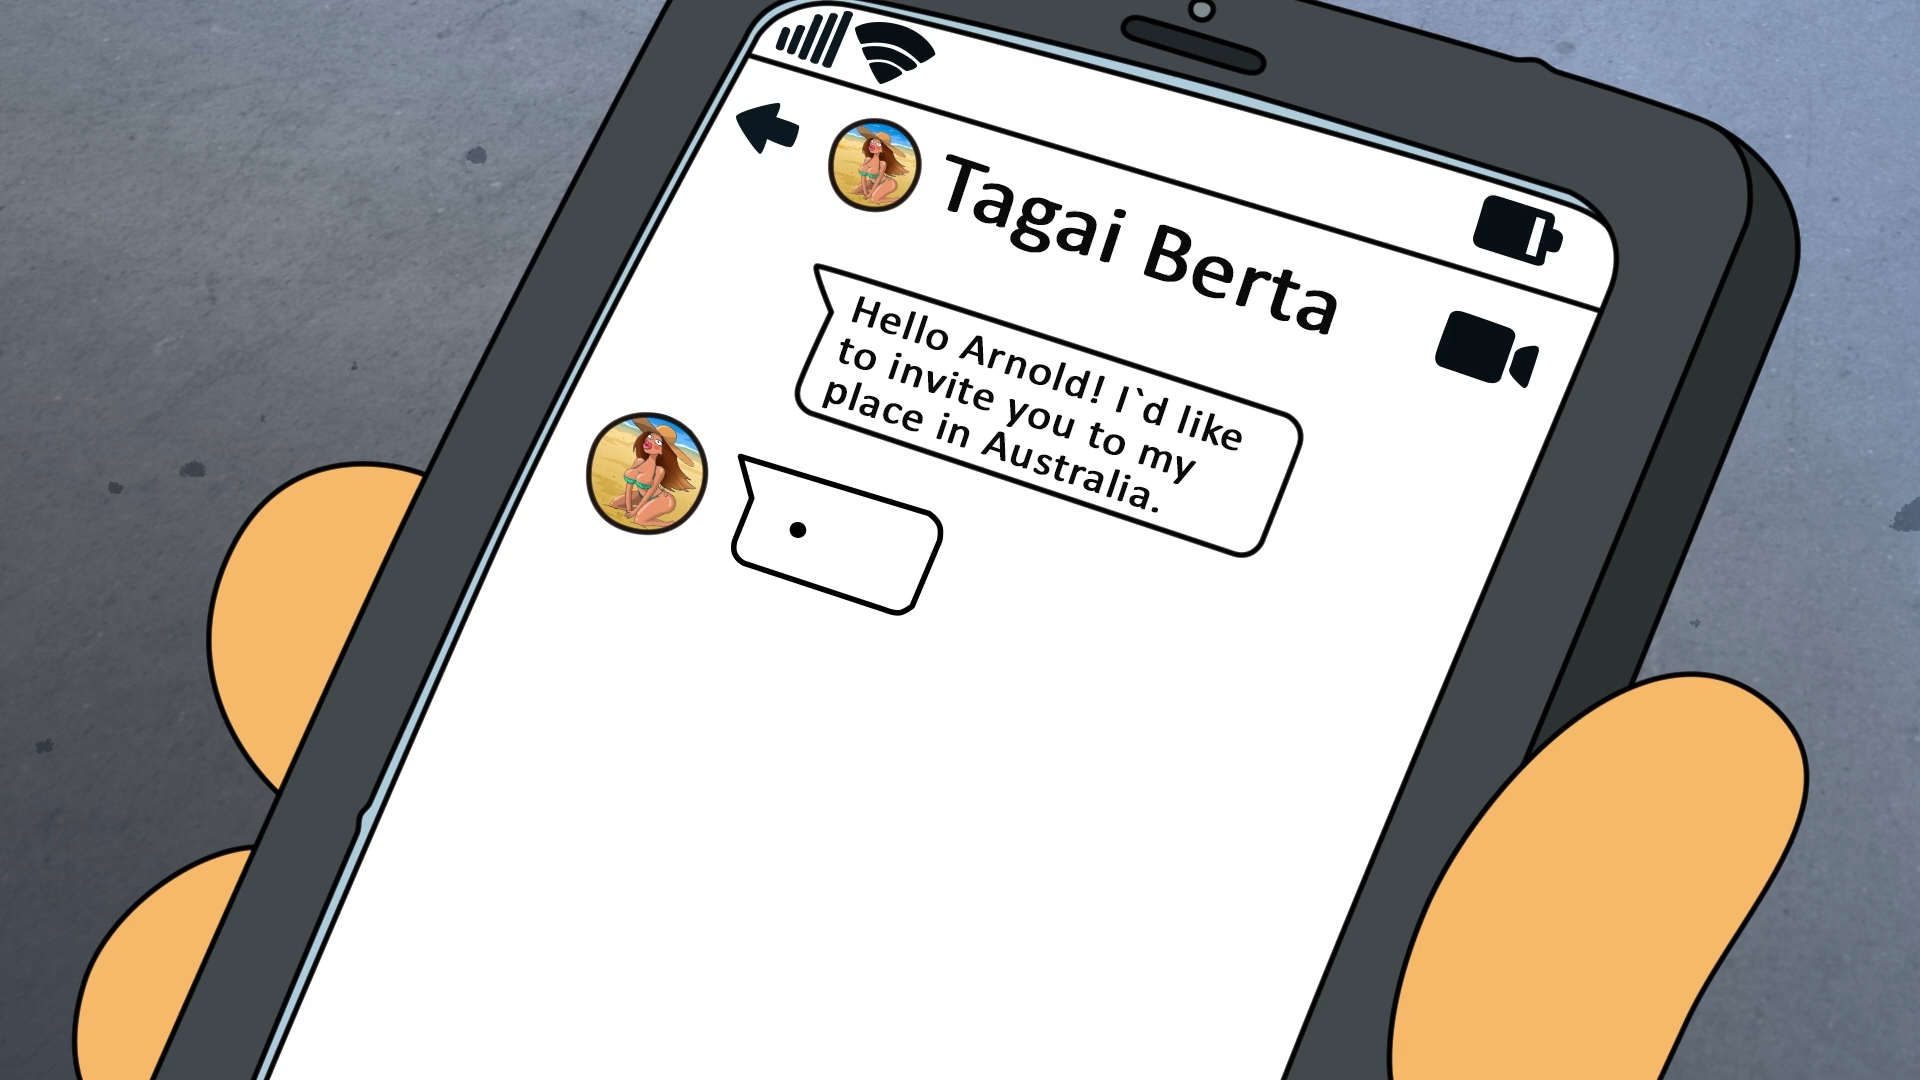 Tagai Berta
Hello Arnold! I`d like
to invite you to my
place in Australia.